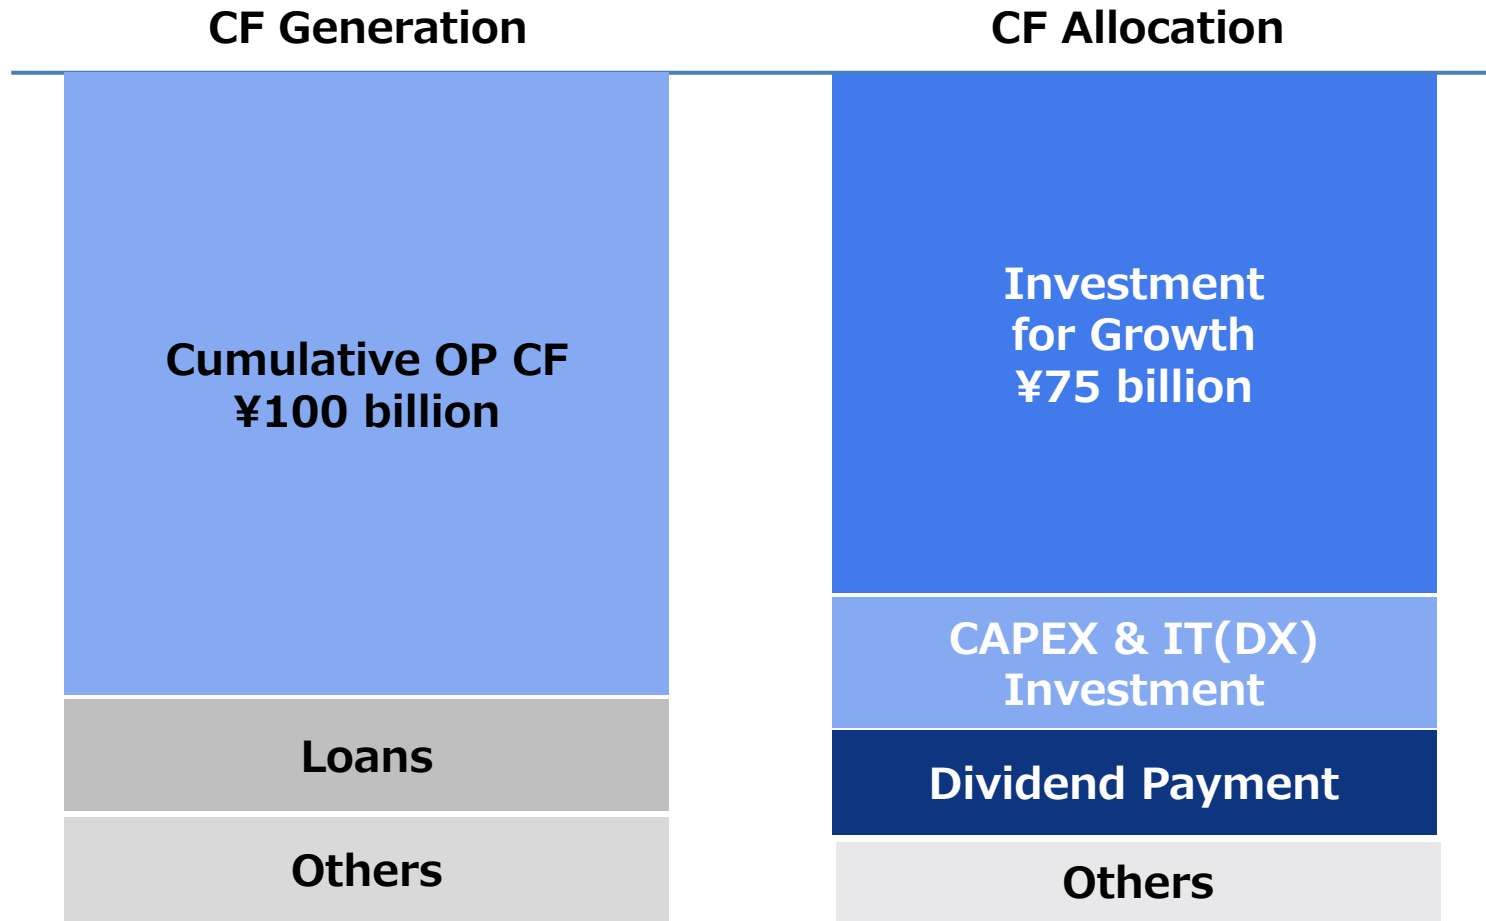 CF Generation
CF Allocation
Cumulative OP CF
¥100 billion
Loans
Others
Investment
for Growth
¥75 billion
CAPEX & IT(DX)
Investment
Dividend Payment
Others